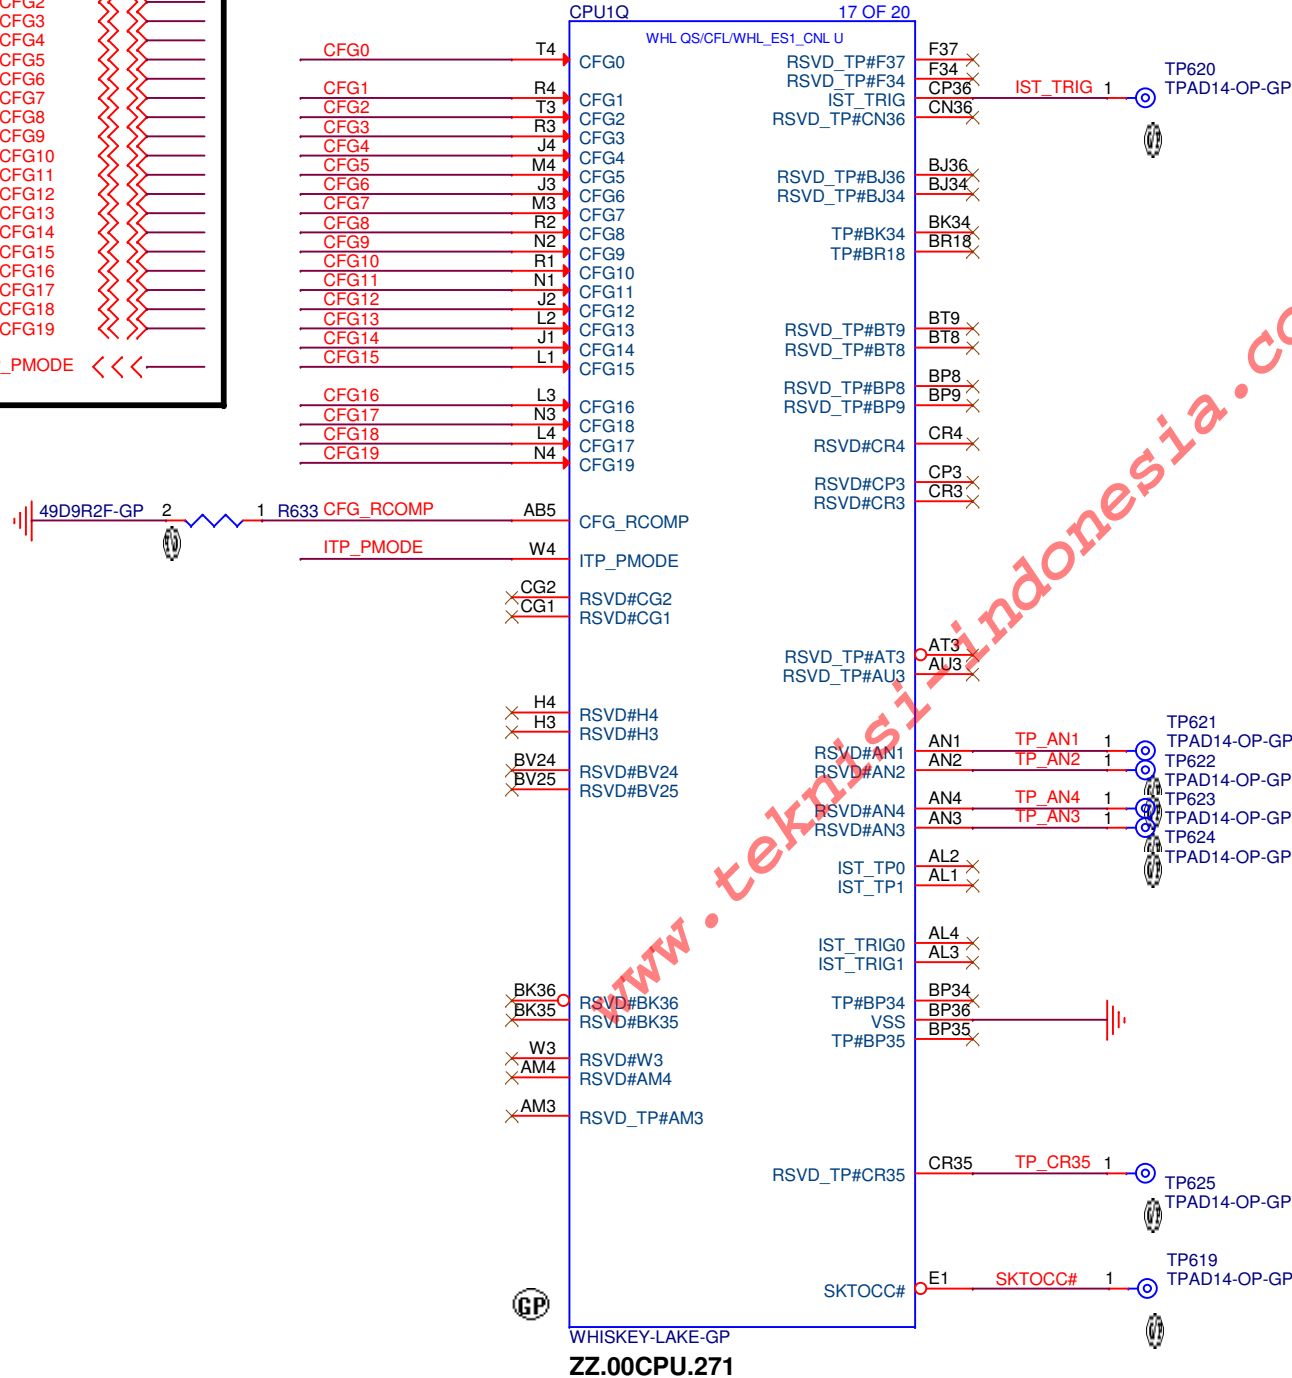 CFG2
CFG3
CFG4
CFG5
CFG6
CFG7
CFG8
CFG9
CFG10
CFG11
CFG12
CFG13
CFG14
CFG15
CFG16
CFG17
CFG18
CFG19
_PMODE
CPU1Q 17 OF 20
WHL QS/CFL/WHL_ES1_CNL U
CFG0 T4 CFG0
CFG1 R4 CFG1
CFG2 T3 CFG2
CFG3 R3 CFG3
CFG4 J4 CFG4
CFG5 M4 CFG5
CFG6 J3 CFG6
CFG7 M3 CFG7
CFG8 R2 CFG8
CFG9 N2 CFG9
CFG10 R1 CFG10
CFG11 N1 CFG11
CFG12 J2 CFG12
CFG13 L2 CFG13
CFG14 J1 CFG14
CFG15 L1 CFG15
CFG16 L3 CFG16
CFG17 N3 CFG18
CFG18 L4 CFG17
CFG19 N4 CFG19
49D9R2F-GP 2 1 R633 CFG_RCOMP AB5 CFG_RCOMP
ITP_PMODE W4 ITP_PMODE
CG2 RSVD#CG2
CG1 RSVD#CG1
H4 RSVD#H4
H3 RSVD#H3
BV24 RSVD#BV24
BV25 RSVD#BV25
BK36 RSVD#BK36
BK35 RSVD#BK35
W3 RSVD#W3
AM4 RSVD#AM4
AM3 RSVD_TP#AM3
RSVD_TP#F37 F37
RSVD_TP#F34 F34
IST_TRIG CP36 IST_TRIG 1 TP620 TPAD14-OP-GP
RSVD_TP#CN36 CN36
RSVD_TP#BJ36 BJ36
RSVD_TP#BJ34 BJ34
TP#BK34 BK34
TP#BR18 BR18
RSVD_TP#BT9 BT9
RSVD_TP#BT8 BT8
RSVD_TP#BP8 BP8
RSVD_TP#BP9 BP9
RSVD#CR4 CR4
RSVD#CP3 CP3
RSVD#CR3 CR3
RSVD_TP#AT3 AT3
RSVD_TP#AU3 AU3
RSVD#AN1 AN1 TP_AN1 1 TP621 TPAD14-OP-GP
RSVD#AN2 AN2 TP_AN2 1 TP622 TPAD14-OP-GP
RSVD#AN4 AN4 TP_AN4 1 TP623 TPAD14-OP-GP
RSVD#AN3 AN3 TP_AN3 1 TP624 TPAD14-OP-GP
IST_TP0 AL2
IST_TP1 AL1
IST_TRIG0 AL4
IST_TRIG1 AL3
TP#BP34 BP34
VSS BP36
TP#BP35 BP35
RSVD_TP#CR35 CR35 TP_CR35 1 TP625 TPAD14-OP-GP
SKTOCC# E1 SKTOCC# 1 TP619 TPAD14-OP-GP
GP
WHISKEY-LAKE-GP
ZZ.00CPU.271
www.teknisi-indonesia.co